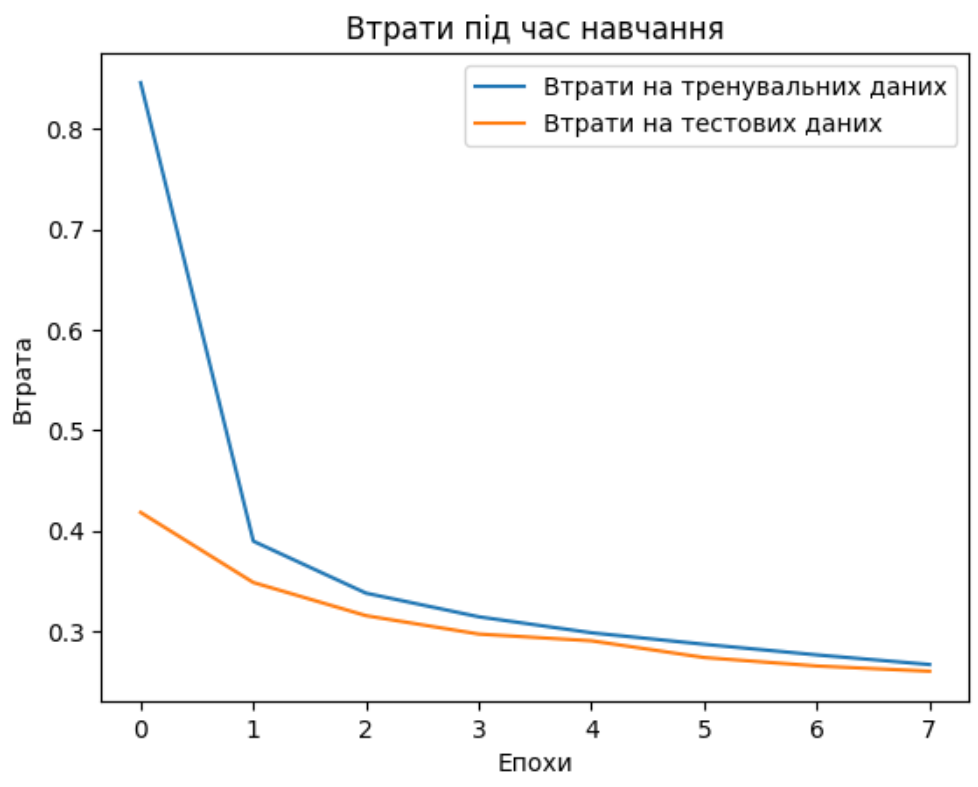 Втрати під час навчання
Втрати на тренувальних даних
Втрати на тестових даних
Втрата
0.8
0.7
0.6
0.5
0.4
0.3
0 1 2 3 4 5 6 7
Епохи